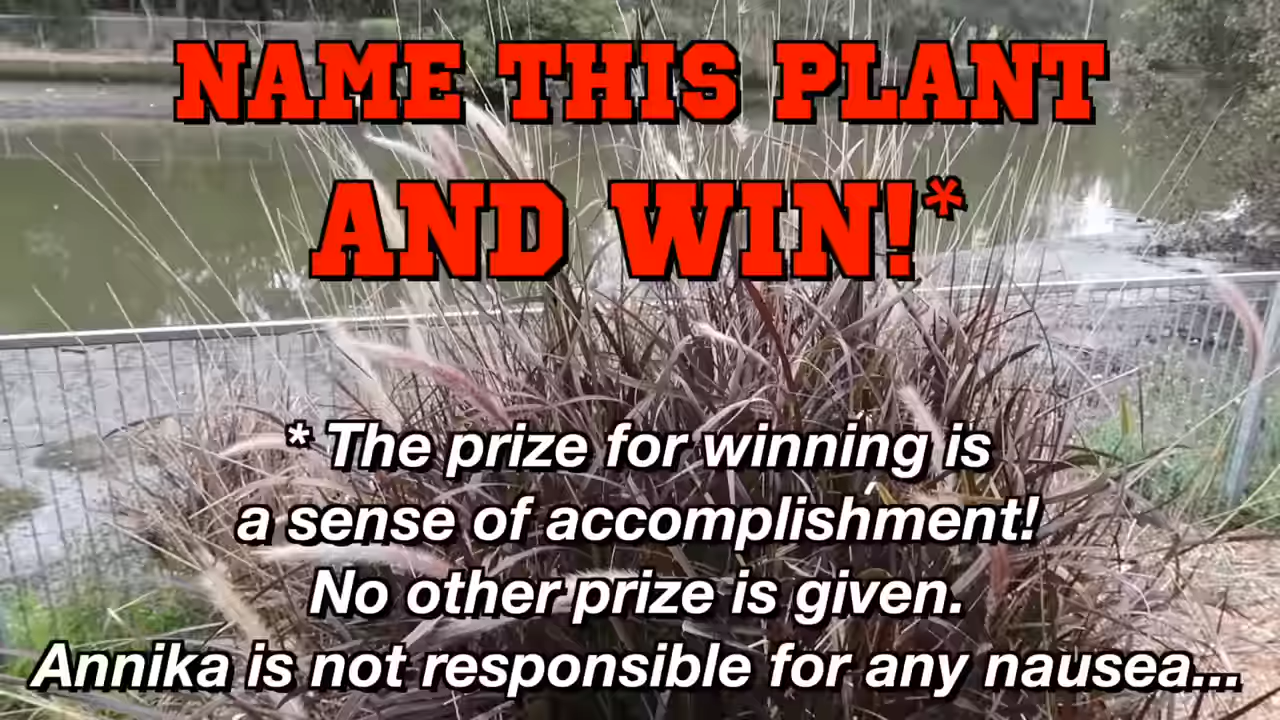 NAME THIS PLANT
AND WIN!*
* The prize for winning is
a sense of accomplishment!
No other prize is given.
Annika is not responsible for any nausea...